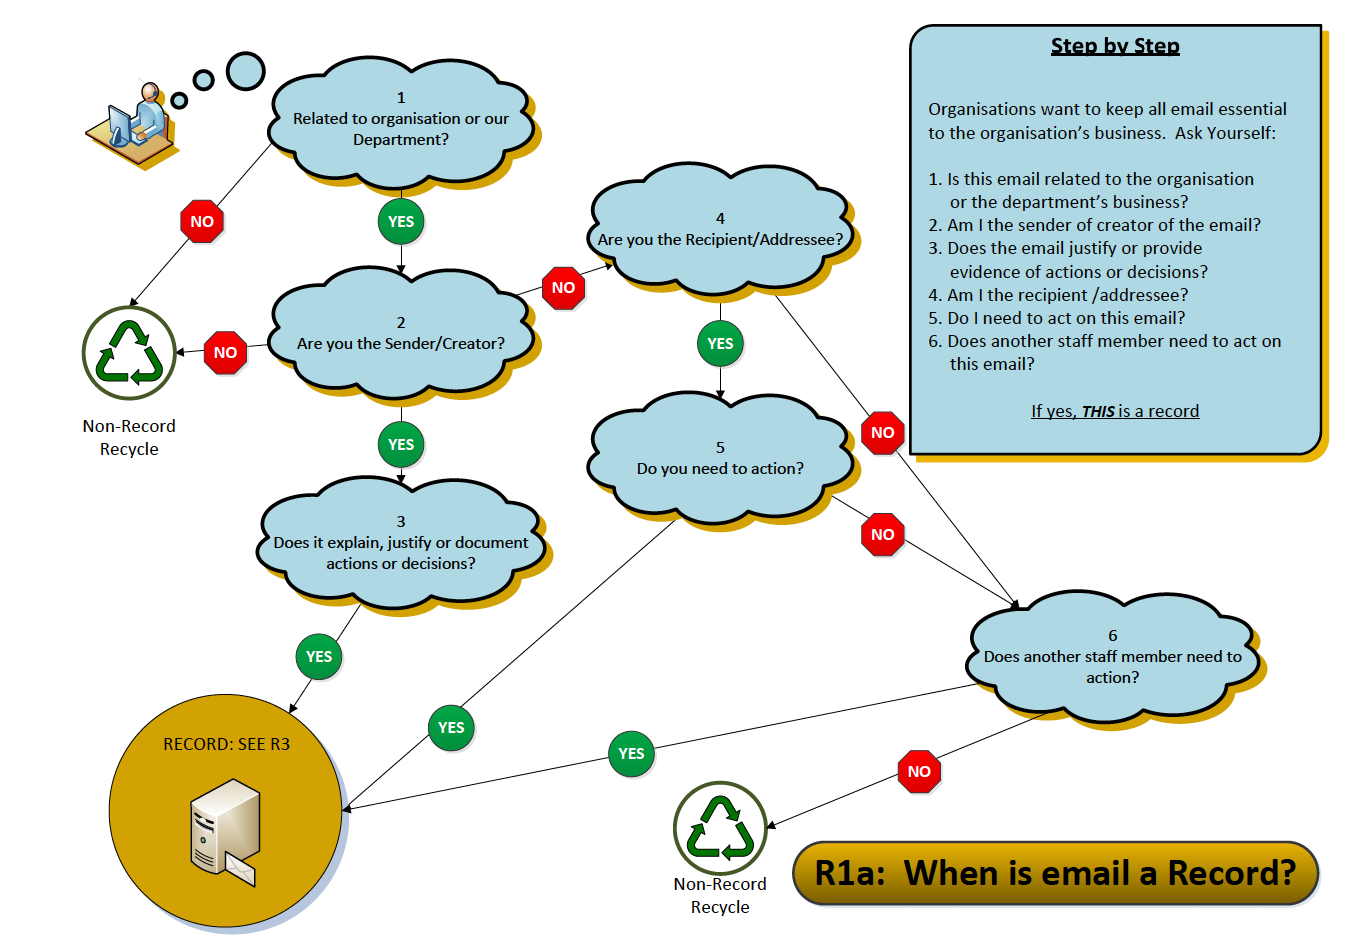 1
Related to organisation or our
Department?
NO
YES
2
Are you the Sender/Creator?
NO
NO
Non-Record
Recycle
YES
3
Does it explain, justify or document
actions or decisions?
YES
RECORD: SEE R3
4
Are you the Recipient/Addressee?
YES
NO
5
Do you need to action?
NO
YES
6
Does another staff member need to
action?
YES
NO
Non-Record
Recycle
Step by Step
Organisations want to keep all email essential
to the organisation's business.  Ask Yourself:
1. Is this email related to the organisation
or the department's business?
2. Am I the sender of creator of the email?
3. Does the email justify or provide
evidence of actions or decisions?
4. Am I the recipient /addressee?
5. Do I need to act on this email?
6. Does another staff member need to act on
this email?
If yes, THIS is a record
R1a:  When is email a Record?